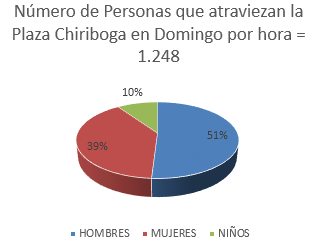 Número de Personas que atraviezan la
Plaza Chiriboga en Domingo por hora =
1.248
10%
39%
51%
HOMBRES MUJERES NIÑOS